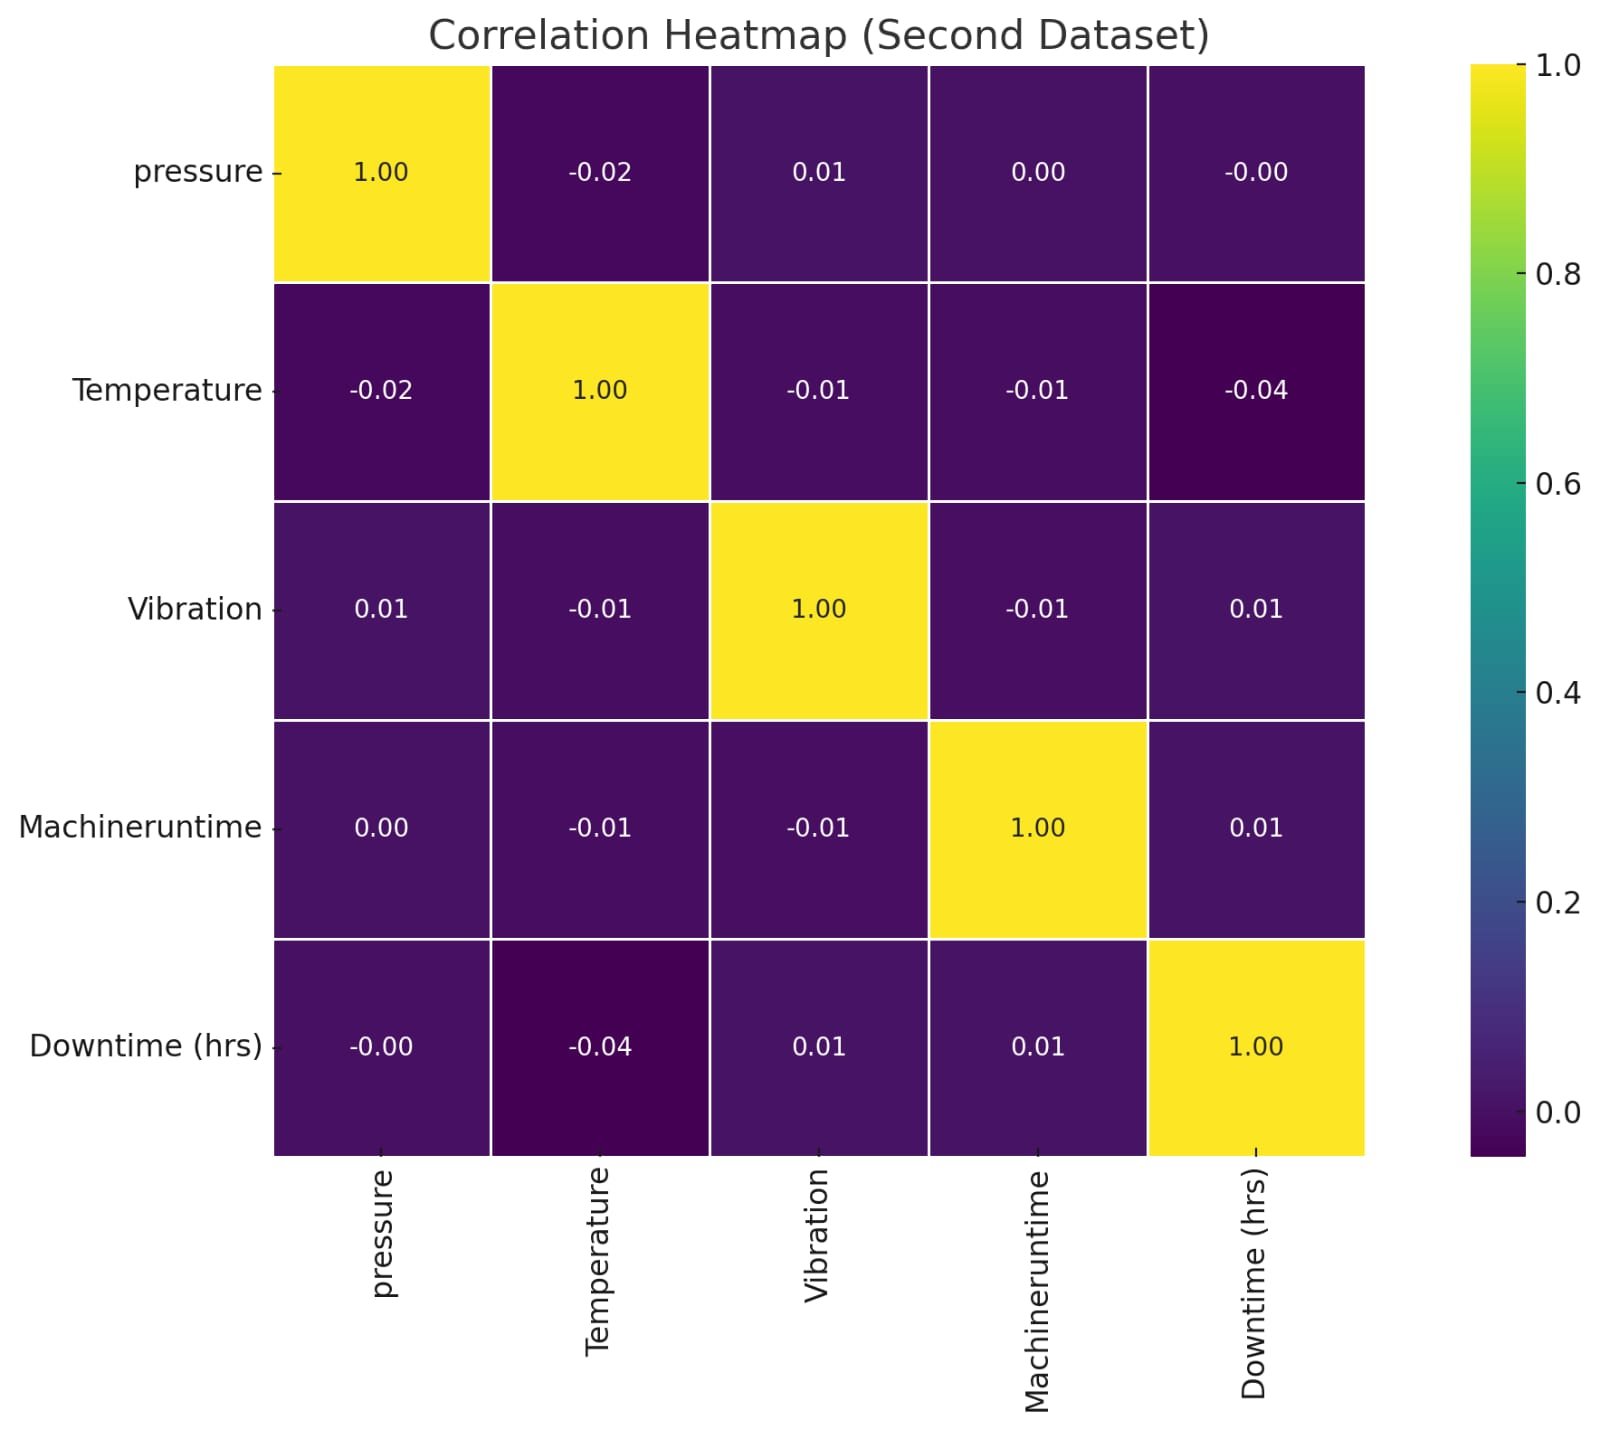 Correlation Heatmap (Second Dataset)
1.0
pressure 1.00 -0.02 0.01 0.00 -0.00
0.8
Temperature -0.02 1.00 -0.01 -0.01 -0.04
0.6
Vibration 0.01 -0.01 1.00 -0.01 0.01
0.4
Machineruntime 0.00 -0.01 -0.01 1.00 0.01
0.2
Downtime (hrs) -0.00 -0.04 0.01 0.01 1.00
0.0
pressure
Temperature
Vibration
Machineruntime
Downtime (hrs)